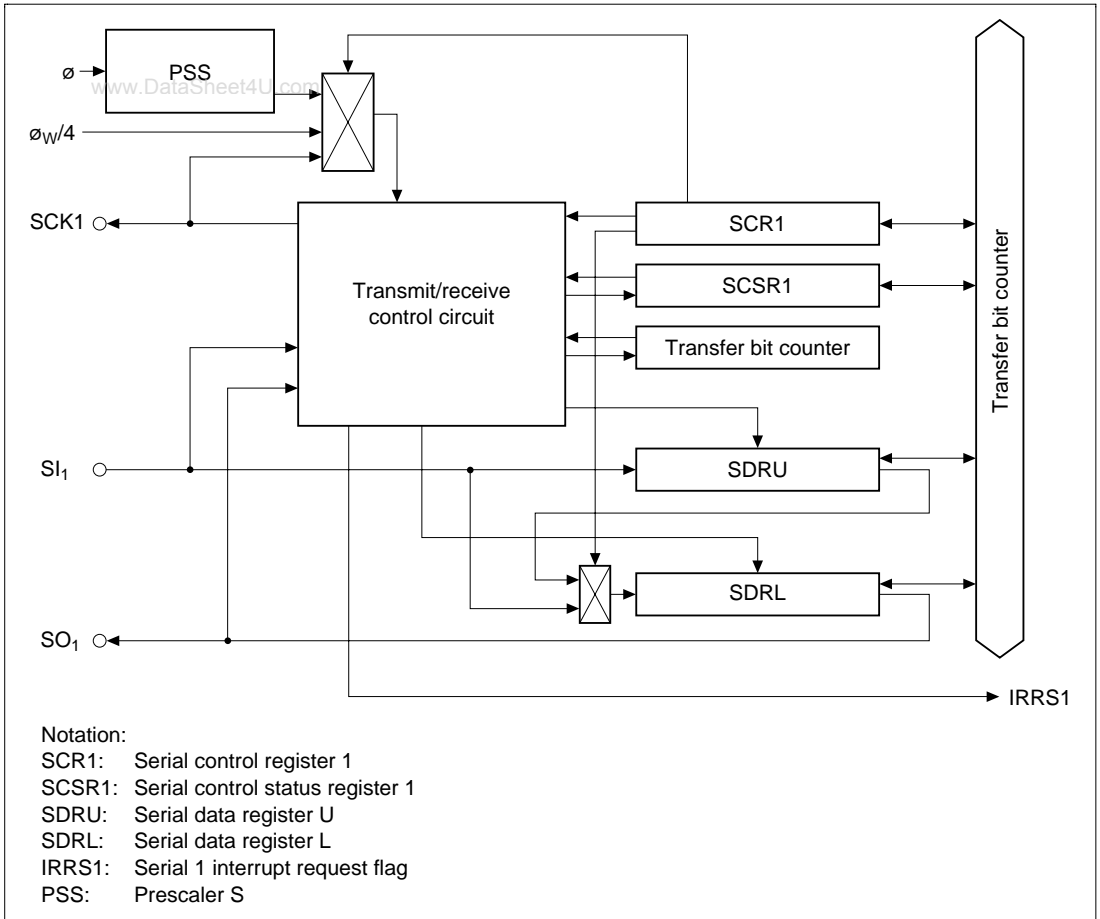 ø
PSS
www.DataSheet4U.com
øW/4
SCK1
SCR1
SCSR1
Transmit/receive
control circuit
Transfer bit counter
Transfer bit counter
SI1
SDRU
SDRL
SO1
IRRS1
Notation:
SCR1: Serial control register 1
SCSR1: Serial control status register 1
SDRU: Serial data register U
SDRL: Serial data register L
IRRS1: Serial 1 interrupt request flag
PSS: Prescaler S